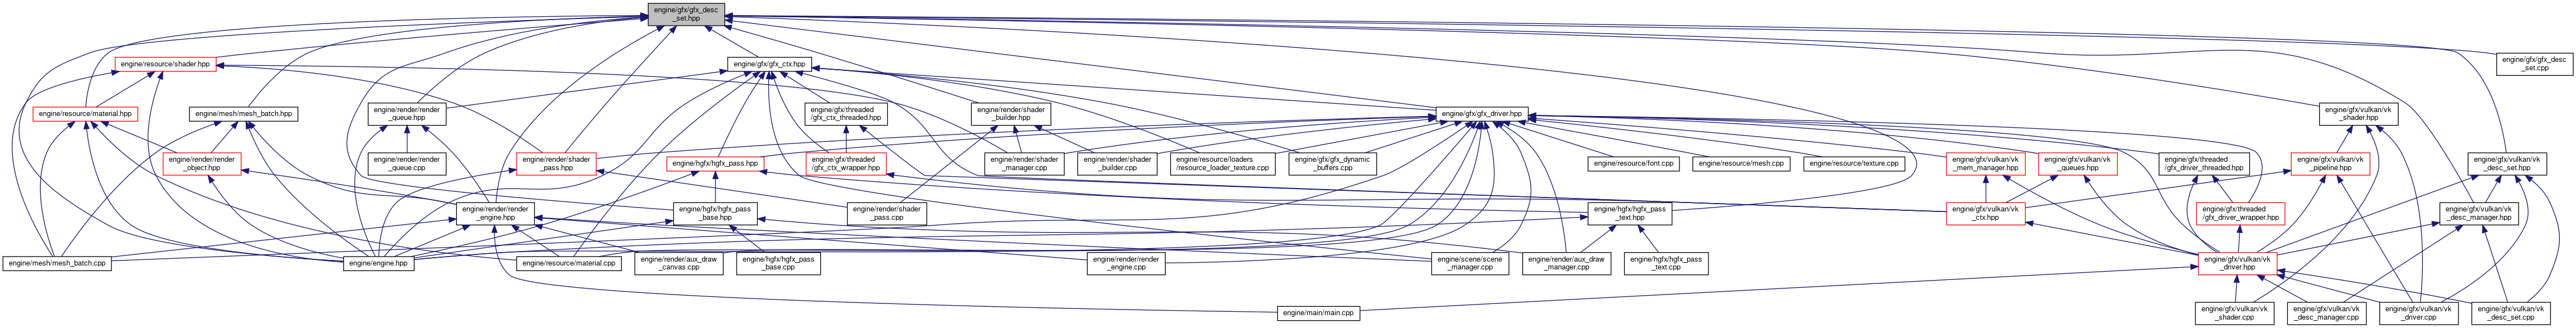 engine/gfx/gfx_desc
_set.hpp
engine/resource/shader.hpp
engine/gfx/gfx_ctx.hpp
engine/gfx/gfx_desc
_set.cpp
engine/resource/material.hpp
engine/mesh/mesh_batch.hpp
engine/render/render
_queue.hpp
engine/gfx/threaded
/gfx_ctx_threaded.hpp
engine/render/shader
_builder.hpp
engine/gfx/gfx_driver.hpp
engine/gfx/vulkan/vk
_shader.hpp
engine/render/render
_object.hpp
engine/render/render
_queue.cpp
engine/render/shader
_pass.hpp
engine/hgfx/hgfx_pass.hpp
engine/gfx/threaded
/gfx_ctx_wrapper.hpp
engine/render/shader
_manager.cpp
engine/render/shader
_builder.cpp
engine/resource/loaders
/resource_loader_texture.cpp
engine/gfx/gfx_dynamic
_buffers.cpp
engine/resource/font.cpp
engine/resource/mesh.cpp
engine/resource/texture.cpp
engine/gfx/vulkan/vk
_mem_manager.hpp
engine/gfx/vulkan/vk
_queues.hpp
engine/gfx/threaded
/gfx_driver_threaded.hpp
engine/gfx/vulkan/vk
_pipeline.hpp
engine/gfx/vulkan/vk
_desc_set.hpp
engine/render/render
_engine.hpp
engine/hgfx/hgfx_pass
_base.hpp
engine/render/shader
_pass.cpp
engine/hgfx/hgfx_pass
_text.hpp
engine/gfx/vulkan/vk
_ctx.hpp
engine/gfx/threaded
/gfx_driver_wrapper.hpp
engine/gfx/vulkan/vk
_desc_manager.hpp
engine/mesh/mesh_batch.cpp
engine/engine.hpp
engine/resource/material.cpp
engine/render/aux_draw
_canvas.cpp
engine/hgfx/hgfx_pass
_base.cpp
engine/render/render
_engine.cpp
engine/scene/scene
_manager.cpp
engine/render/aux_draw
_manager.cpp
engine/hgfx/hgfx_pass
_text.cpp
engine/gfx/vulkan/vk
_driver.hpp
engine/main/main.cpp
engine/gfx/vulkan/vk
_shader.cpp
engine/gfx/vulkan/vk
_desc_manager.cpp
engine/gfx/vulkan/vk
_driver.cpp
engine/gfx/vulkan/vk
_desc_set.cpp